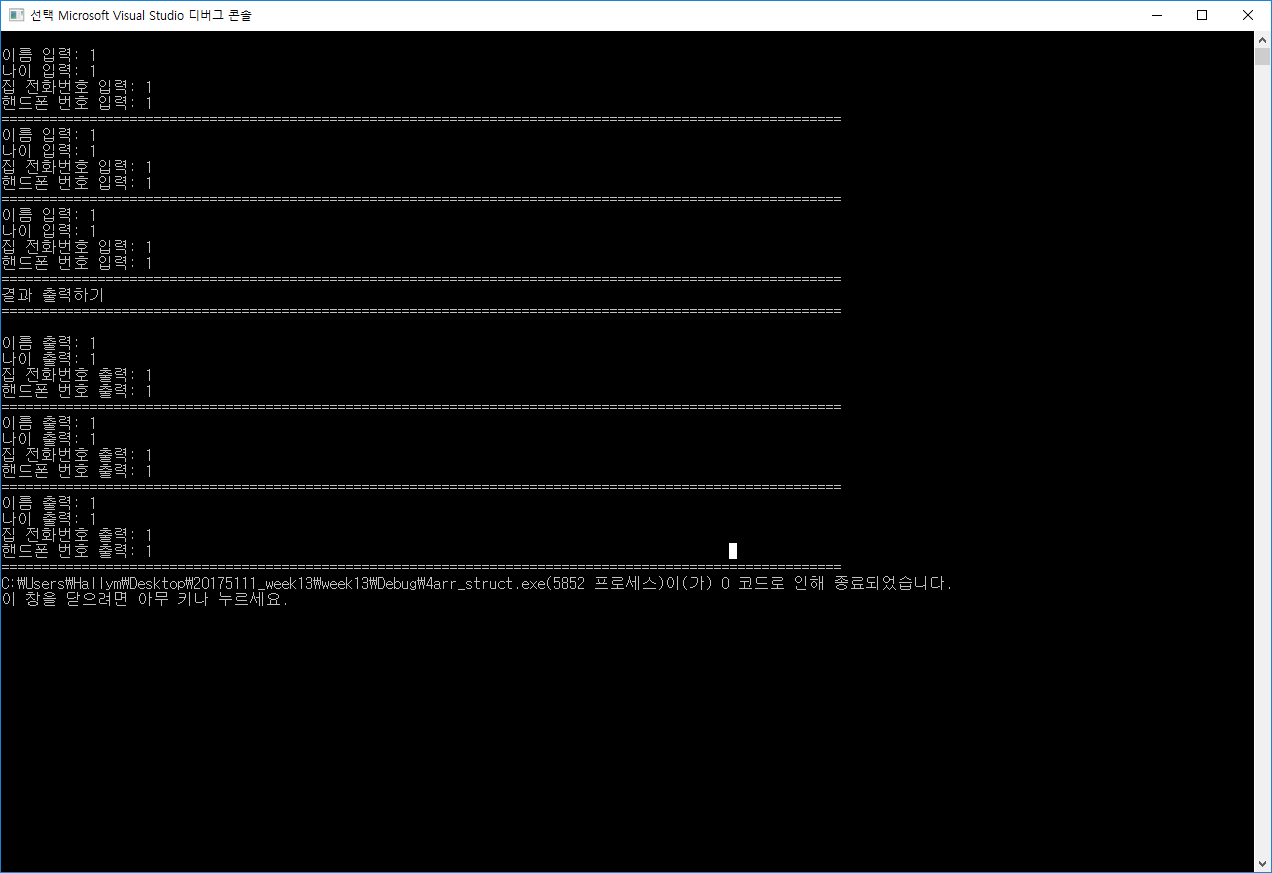 선택 Microsoft Visual Studio 디버그 콘솔
이름 입력: 1
나이 입력: 1
집 전화번호 입력: 1
핸드폰 번호 입력: 1
=========================================================================================================
이름 입력: 1
나이 입력: 1
집 전화번호 입력: 1
핸드폰 번호 입력: 1
=========================================================================================================
이름 입력: 1
나이 입력: 1
집 전화번호 입력: 1
핸드폰 번호 입력: 1
=========================================================================================================
결과 출력하기
=========================================================================================================
이름 출력: 1
나이 출력: 1
집 전화번호 출력: 1
핸드폰 번호 출력: 1
=========================================================================================================
이름 출력: 1
나이 출력: 1
집 전화번호 출력: 1
핸드폰 번호 출력: 1
=========================================================================================================
이름 출력: 1
나이 출력: 1
집 전화번호 출력: 1
핸드폰 번호 출력: 1
=========================================================================================================
C:₩Users₩Hallym₩Desktop₩20175111_week13₩week13₩Debug₩4arr_struct.exe(5852 프로세스)이(가) 0 코드로 인해 종료되었습니다.
이 창을 닫으려면 아무 키나 누르세요.